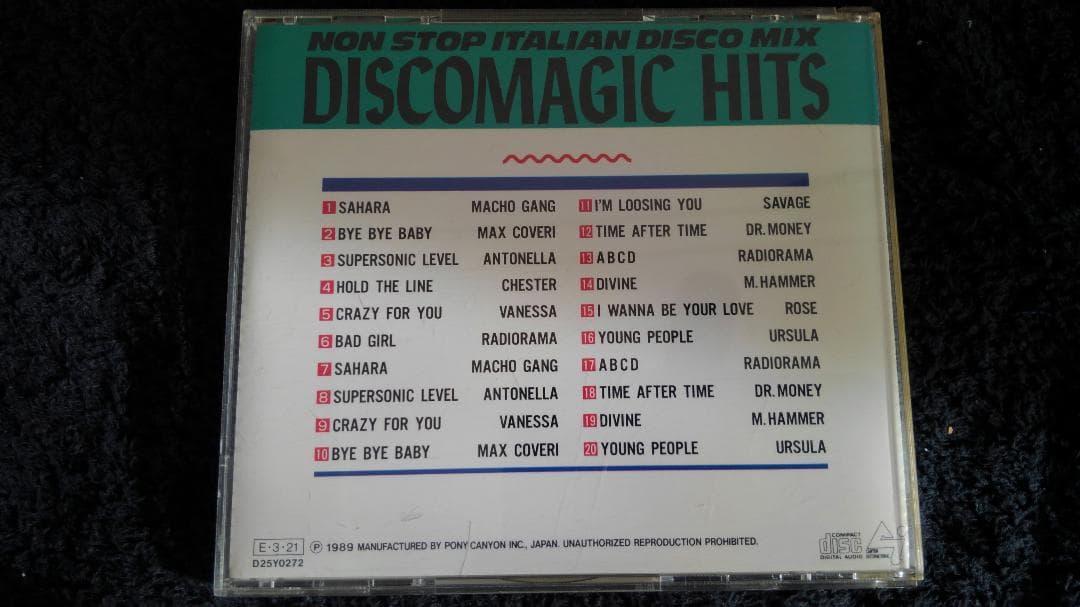 NON STOP ITALIAN DISCO MIX
DISCOMAGIC HITS
1 SAHARA MACHO GANG
2 BYE BYE BABY MAX COVERI
3 SUPERSONIC LEVEL ANTONELLA
4 HOLD THE LINE CHESTER
5 CRAZY FOR YOU VANESSA
6 BAD GIRL RADIORAMA
7 SAHARA MACHO GANG
8 SUPERSONIC LEVEL ANTONELLA
9 CRAZY FOR YOU VANESSA
10 BYE BYE BABY MAX COVERI
11 I'M LOOSING YOU SAVAGE
12 TIME AFTER TIME DR. MONEY
13 ABCD RADIORAMA
14 DIVINE M. HAMMER
15 I WANNA BE YOUR LOVE ROSE
16 YOUNG PEOPLE URSULA
17 ABCD RADIORAMA
18 TIME AFTER TIME DR. MONEY
19 DIVINE M. HAMMER
20 YOUNG PEOPLE URSULA
E·3·21 ℗ 1989 MANUFACTURED BY PONY CANYON INC., JAPAN. UNAUTHORIZED REPRODUCTION PROHIBITED.
D25Y0272
COMPACT
disc
DIGITAL AUDIO